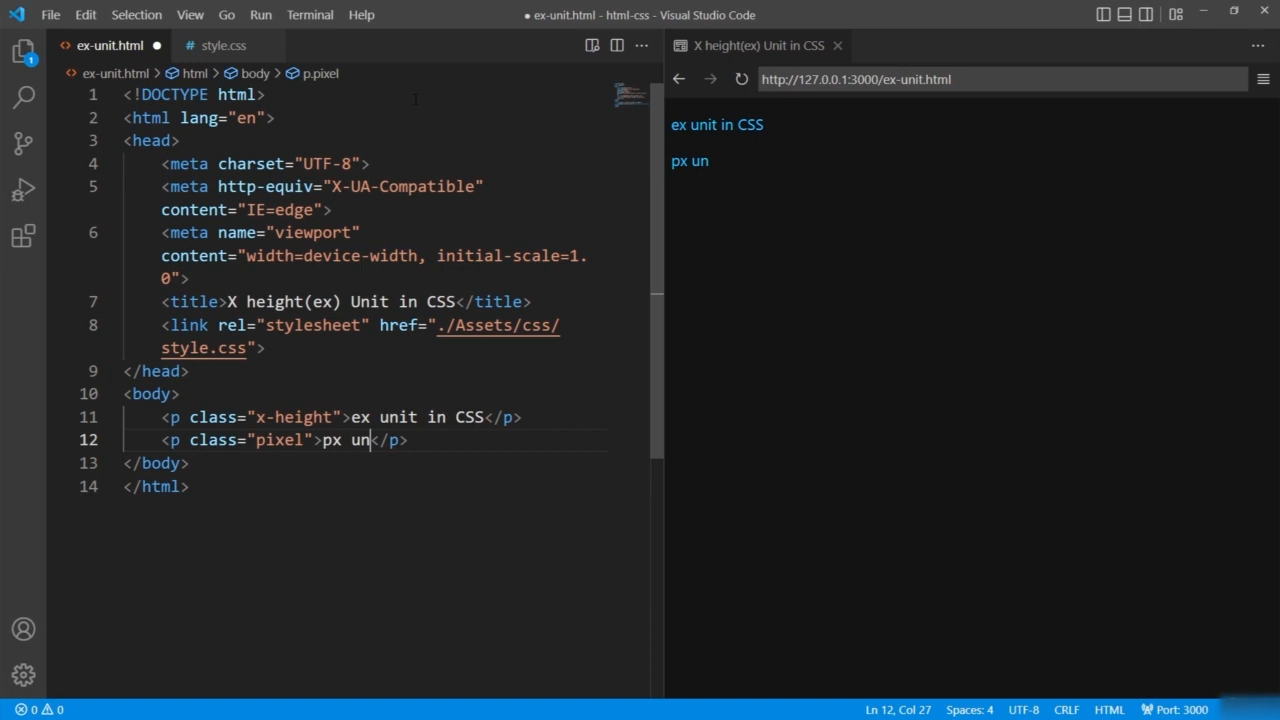 File Edit Selection View Go Run Terminal Help
● ex-unit.html - html-css - Visual Studio Code
ex-unit.html ●
# style.css
X height(ex) Unit in CSS
1
ex-unit.html > html > body > p.pixel
http://127.0.0.1:3000/ex-unit.html
1 <!DOCTYPE html>
2 <html lang="en">
3 <head>
4 <meta charset="UTF-8">
5 <meta http-equiv="X-UA-Compatible"
content="IE=edge">
6 <meta name="viewport"
content="width=device-width, initial-scale=1.
0">
7 <title>X height(ex) Unit in CSS</title>
8 <link rel="stylesheet" href="./Assets/css/
style.css">
9 </head>
10 <body>
11 <p class="x-height">ex unit in CSS</p>
12 <p class="pixel">px un</p>
13 </body>
14 </html>
ex unit in CSS
px un
0 0
Ln 12, Col 27 Spaces: 4 UTF-8 CRLF HTML Port: 3000